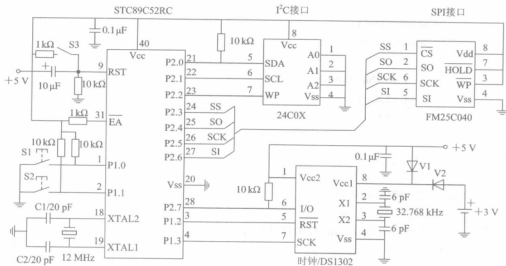 STC89C52RC
I²C接口
SPI接口
0.1 μF
40
Vcc
1 kΩ
S3
+5 V
10 μF
10 kΩ
9
RST
1 kΩ
31
EA
10 kΩ
10 kΩ
S1
1
P1.0
S2
2
P1.1
C1/20 pF
18
XTAL2
19
XTAL1
C2/20 pF
12 MHz
P2.0
21
P2.1
22
P2.2
23
P2.3
24
SS
P2.4
25
SO
P2.5
26
SCK
P2.6
27
SI
Vss
20
P2.7
28
P1.2
3
P1.3
4
10 kΩ
8
Vcc
5
SDA
6
SCL
7
WP
A0
1
A1
2
A2
3
Vss
4
24C0X
SS
1
CS
SO
2
SO
SCK
6
SCK
SI
5
SI
Vdd
8
HOLD
7
WP
3
Vss
4
FM25C040
+5 V
0.1 μF
V1
V2
+3 V
10 kΩ
1
Vcc2
Vcc1
8
6
I/O
5
RST
7
SCK
X1
2
X2
3
Vss
4
6 pF
32.768 kHz
6 pF
时钟/DS1302